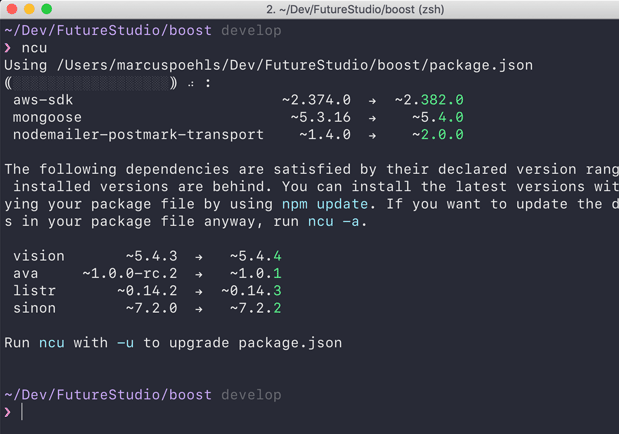 2. ~/Dev/FutureStudio/boost (zsh)
~/Dev/FutureStudio/boost develop
❯ ncu
Using /Users/marcuspoehls/Dev/FutureStudio/boost/package.json
⸨░░░░░░░░░░░░░░░░░░⸩ ⠴ :
aws-sdk ~2.374.0 → ~2.382.0
mongoose ~5.3.16 → ~5.4.0
nodemailer-postmark-transport ~1.4.0 → ~2.0.0
The following dependencies are satisfied by their declared version rang
installed versions are behind. You can install the latest versions wit
ying your package file by using npm update. If you want to update the d
s in your package file anyway, run ncu -a.
vision ~5.4.3 → ~5.4.4
ava ~1.0.0-rc.2 → ~1.0.1
listr ~0.14.2 → ~0.14.3
sinon ~7.2.0 → ~7.2.2
Run ncu with -u to upgrade package.json
~/Dev/FutureStudio/boost develop
❯